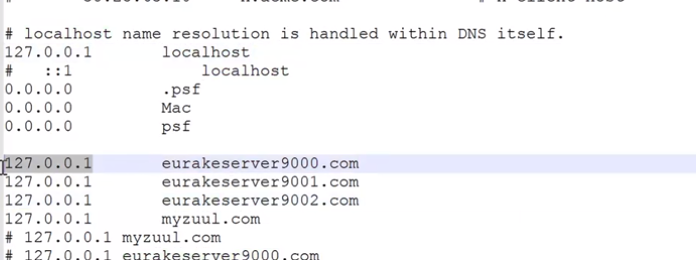 # localhost name resolution is handled within DNS itself.
127.0.0.1 localhost
# ::1 localhost
0.0.0.0 .psf
0.0.0.0 Mac
0.0.0.0 psf
127.0.0.1 eurakeserver9000.com
127.0.0.1 eurakeserver9001.com
127.0.0.1 eurakeserver9002.com
127.0.0.1 myzuul.com
# 127.0.0.1 myzuul.com
# 127.0.0.1 eurakeserver9000.com